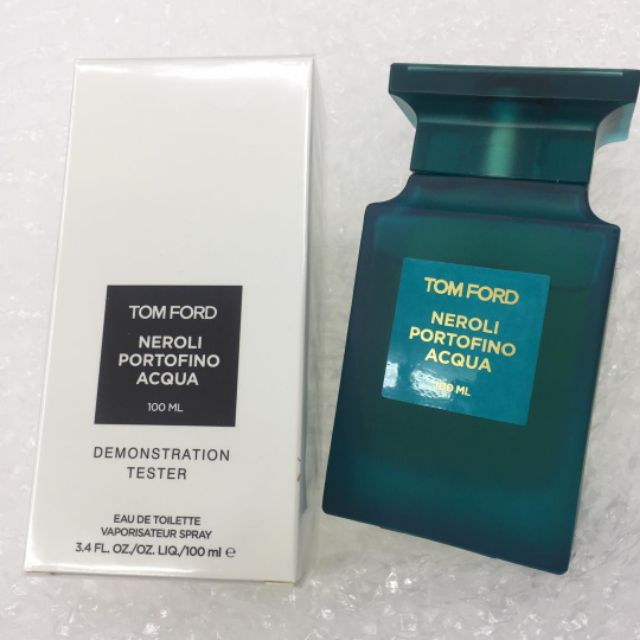 TOM FORD
NEROLI
PORTOFINO
ACQUA
100 ML
DEMONSTRATION
TESTER
EAU DE TOILETTE
VAPORISATEUR SPRAY
3.4 FL. OZ./OZ. LIQ./100 ml ℮
TOM FORD
NEROLI
PORTOFINO
ACQUA
100 ML